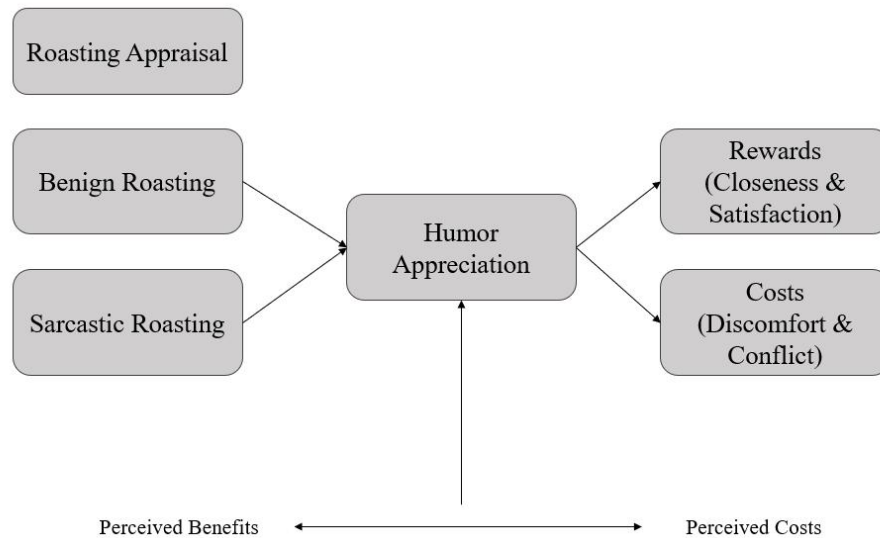 Roasting Appraisal
Benign Roasting
Sarcastic Roasting
Humor
Appreciation
Rewards
(Closeness &
Satisfaction)
Costs
(Discomfort &
Conflict)
Perceived Benefits
Perceived Costs